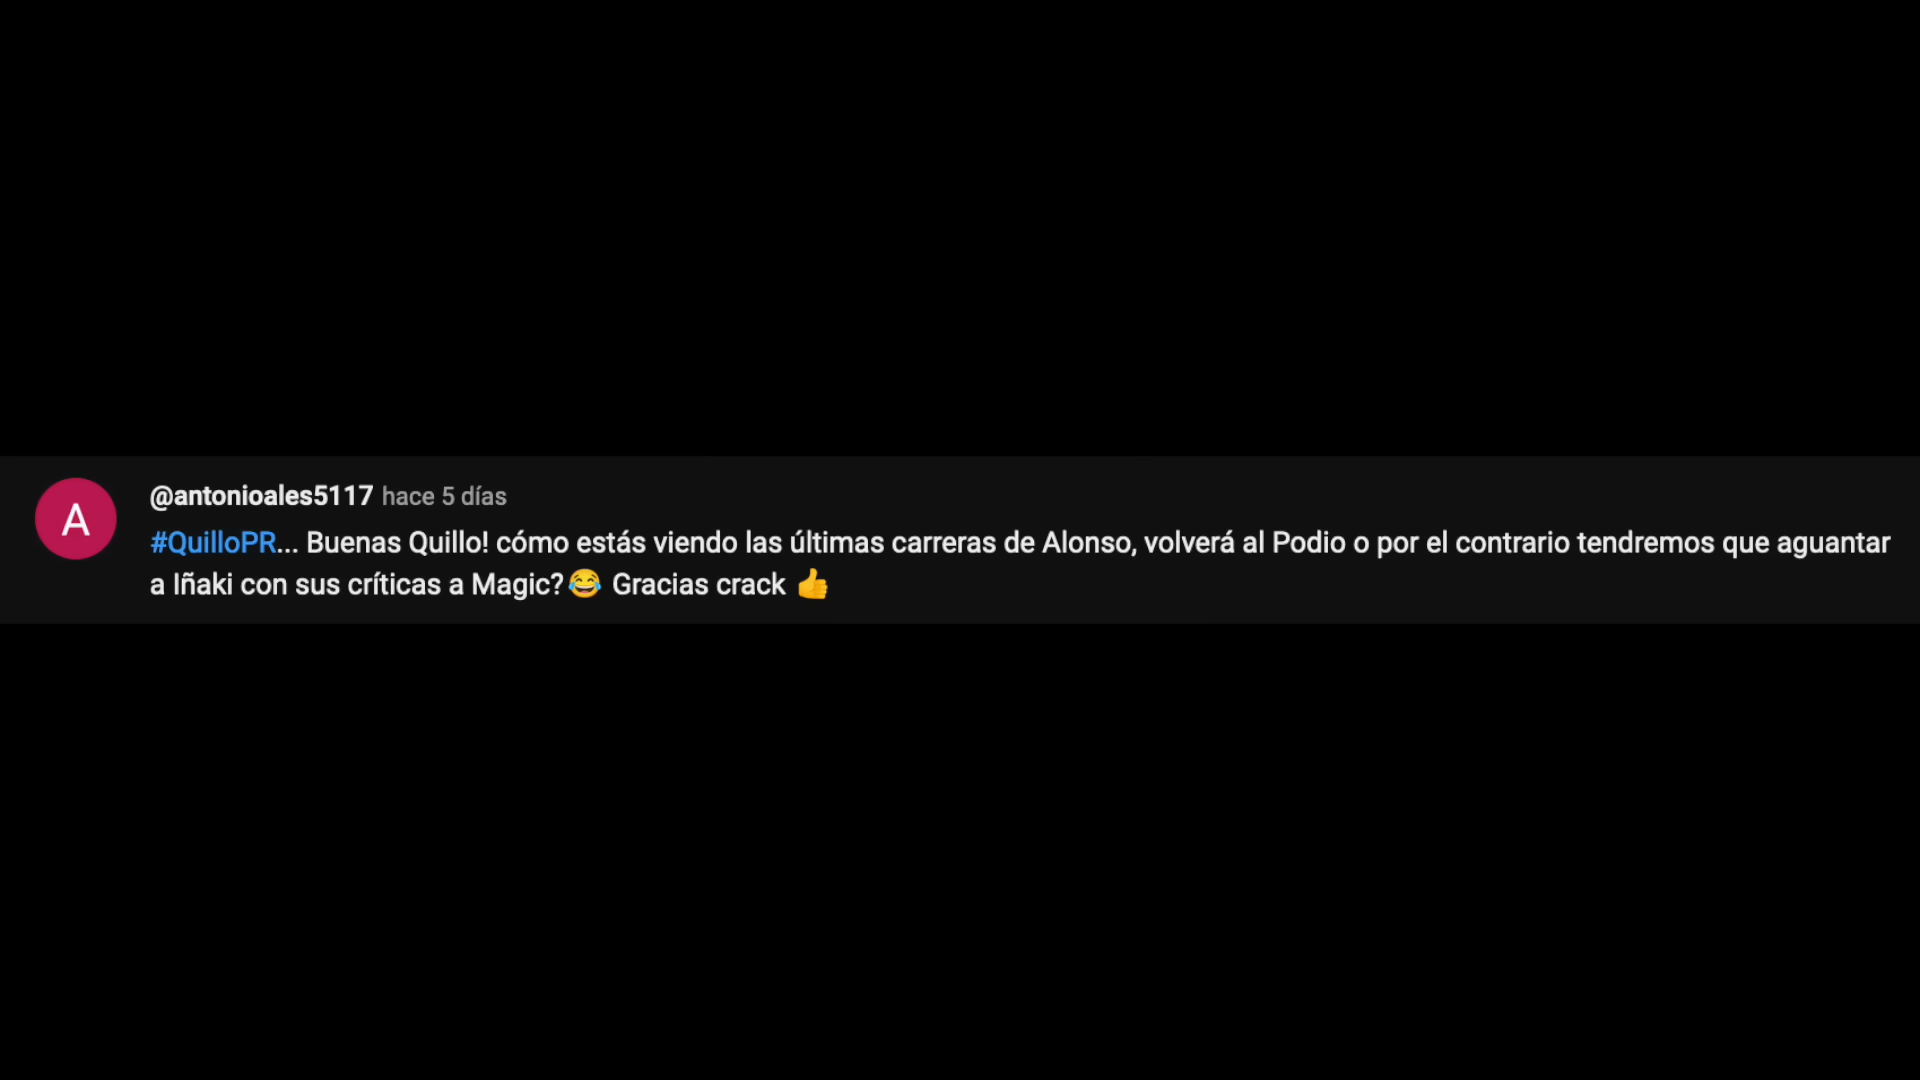 A
@antonioales5117 hace 5 días
#QuilloPR... Buenas Quillo! cómo estás viendo las últimas carreras de Alonso, volverá al Podio o por el contrario tendremos que aguantar
a Iñaki con sus críticas a Magic?😂 Gracias crack 👍